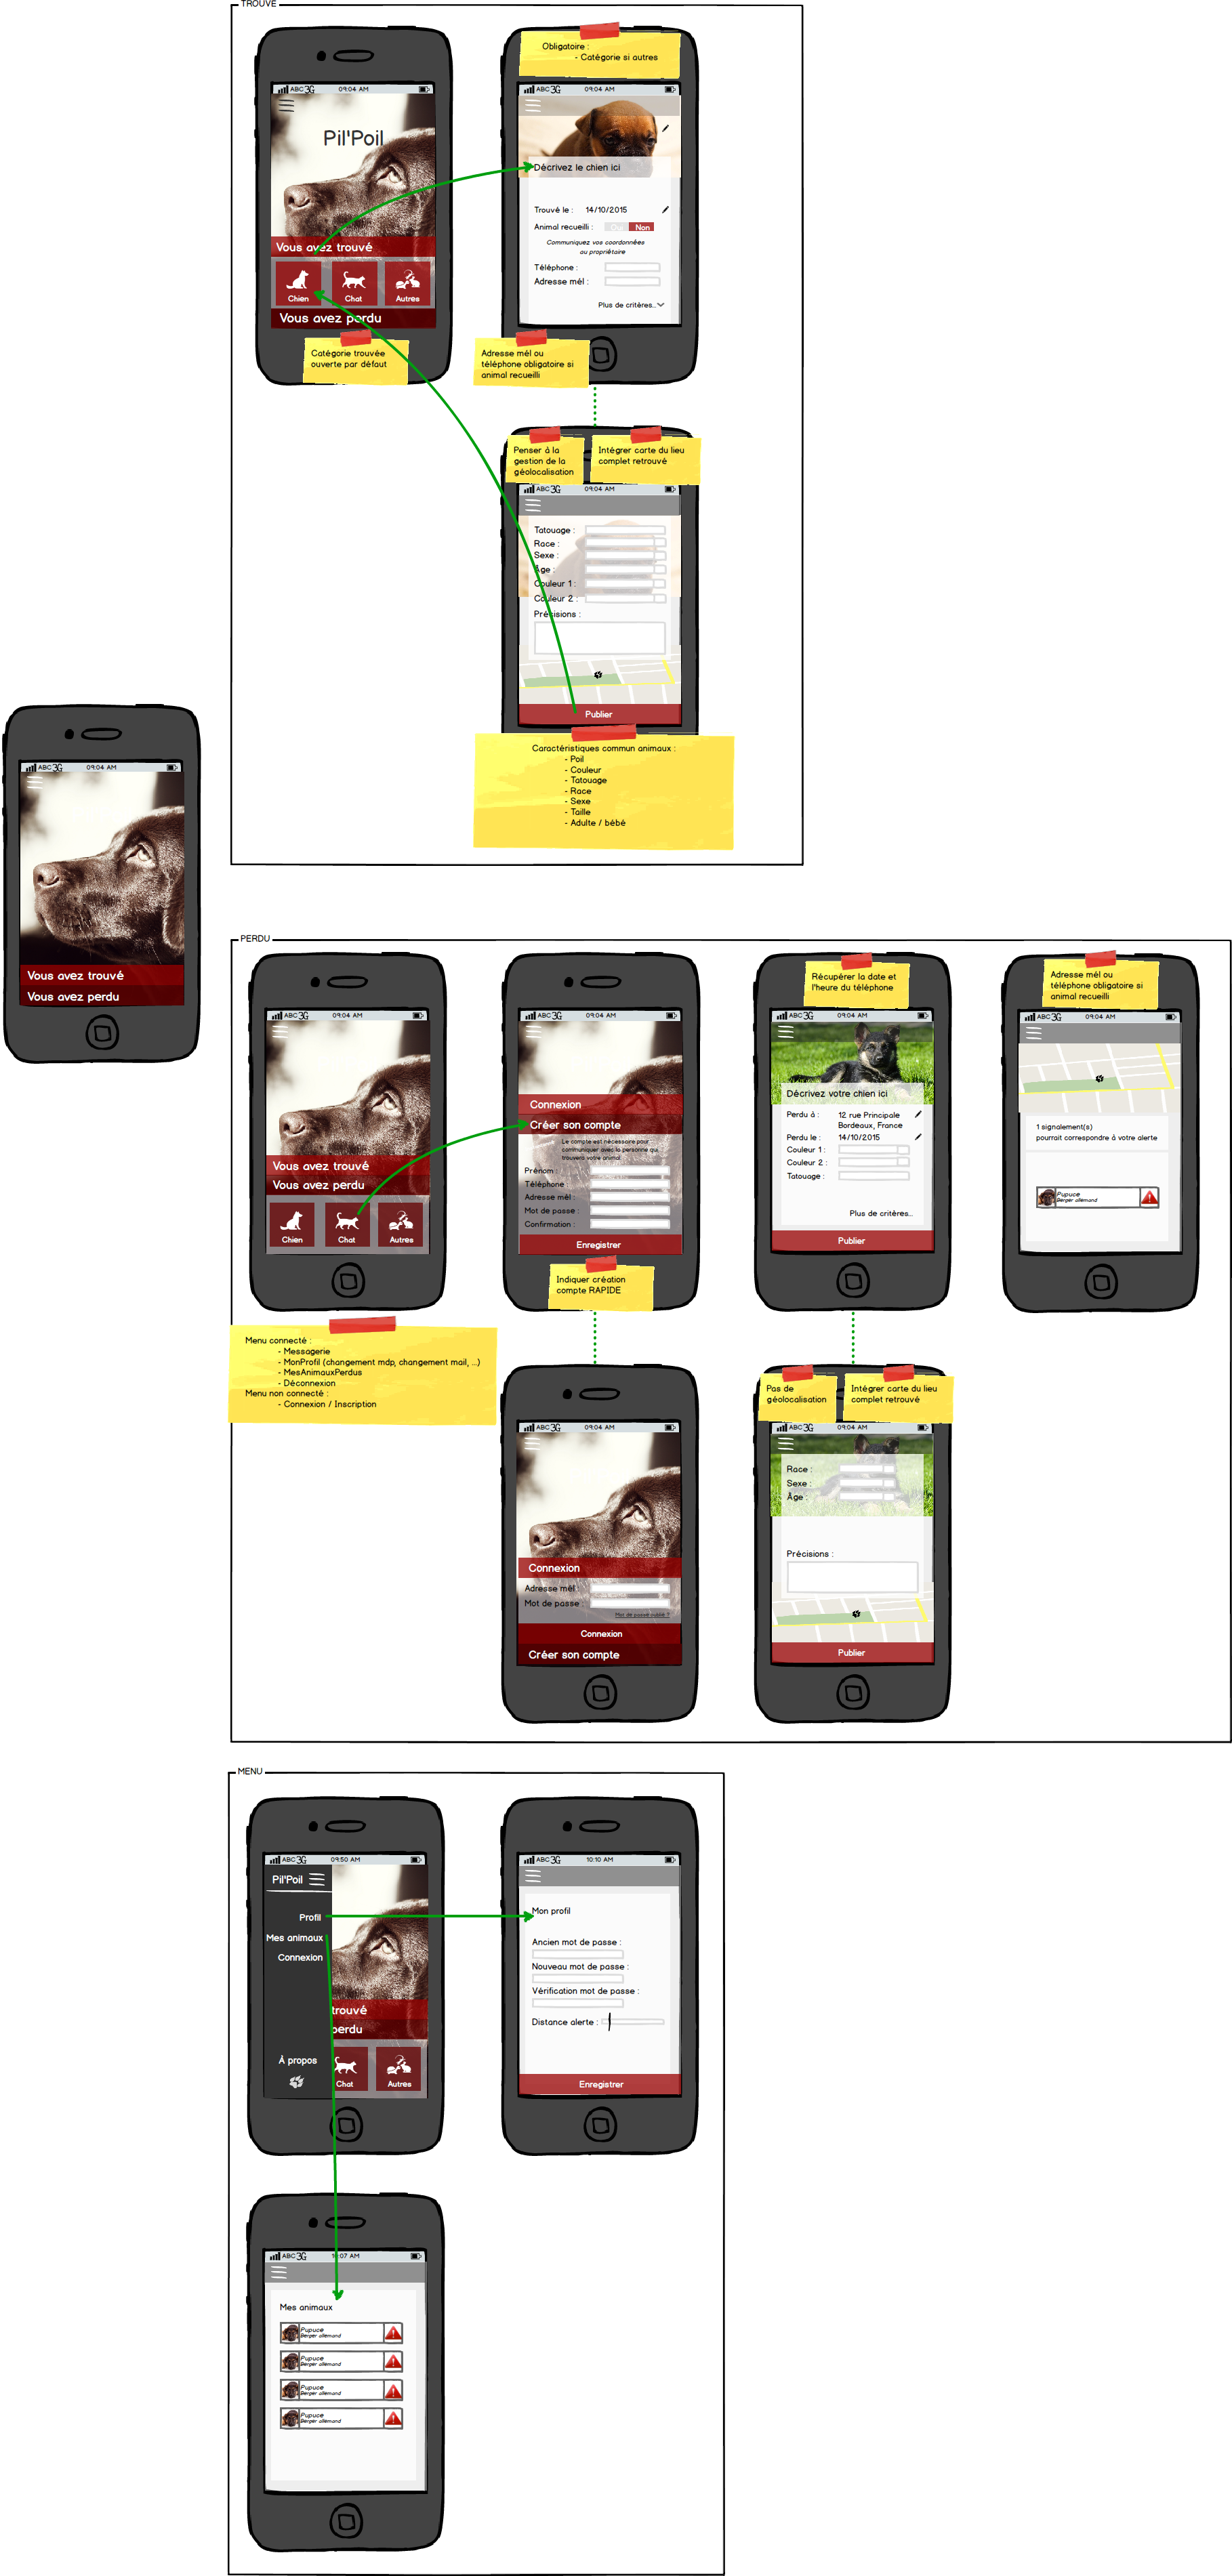 TROUVÉ
ABC 3G 09:04 AM
Pil'Poil
Vous avez trouvé
Chien
Chat
Autres
Vous avez perdu
Catégorie trouvée
ouverte par défaut
Obligatoire :
- Catégorie si autres
ABC 3G 09:04 AM
Décrivez le chien ici
Trouvé le : 14/10/2015
Animal recueilli : Oui Non
Communiquez vos coordonnées
au propriétaire
Téléphone :
Adresse mél :
Plus de critères..
Adresse mél ou
téléphone obligatoire si
animal recueilli
Penser à la
gestion de la
géolocalisation
Intégrer carte du lieu
complet retrouvé
ABC 3G 09:04 AM
Tatouage :
Race :
Sexe :
Âge :
Couleur 1 :
Couleur 2 :
Précisions :
Publier
Caractéristiques commun animaux :
- Poil
- Couleur
- Tatouage
- Race
- Sexe
- Taille
- Adulte / bébé
ABC 3G 09:04 AM
Vous avez trouvé
Vous avez perdu
PERDU
ABC 3G 09:04 AM
Vous avez trouvé
Vous avez perdu
Chien
Chat
Autres
Menu connecté :
- Messagerie
- MonProfil (changement mdp, changement mail, ...)
- MesAnimauxPerdus
- Déconnexion
Menu non connecté :
- Connexion / Inscription
ABC 3G 09:04 AM
Connexion
Créer son compte
Le compte est nécessaire pour
communiquer avec la personne qui
trouvera votre animal
Prénom :
Téléphone :
Adresse mél :
Mot de passe :
Confirmation :
Enregistrer
Indiquer création
compte RAPIDE
ABC 3G 09:04 AM
Connexion
Adresse mél :
Mot de passe :
Mot de passe oublié ?
Connexion
Créer son compte
Récupérer la date et
l'heure du téléphone
ABC 3G 09:04 AM
Décrivez votre chien ici
Perdu à : 12 rue Principale
Bordeaux, France
Perdu le : 14/10/2015
Couleur 1 :
Couleur 2 :
Tatouage :
Plus de critères..
Publier
Pas de
géolocalisation
Intégrer carte du lieu
complet retrouvé
ABC 3G 09:04 AM
Race :
Sexe :
Âge :
Précisions :
Publier
Adresse mél ou
téléphone obligatoire si
animal recueilli
ABC 3G 09:04 AM
1 signalement(s)
pourrait correspondre à votre alerte
Pupuce
Berger allemand
MENU
ABC 3G 09:50 AM
Pil'Poil
Profil
Mes animaux
Connexion
trouvé
perdu
Chat
Autres
À propos
ABC 3G 10:10 AM
Mon profil
Ancien mot de passe :
Nouveau mot de passe :
Vérification mot de passe :
Distance alerte :
Enregistrer
ABC 3G :07 AM
Mes animaux
Pupuce
Berger allemand
Pupuce
Berger allemand
Pupuce
Berger allemand
Pupuce
Berger allemand